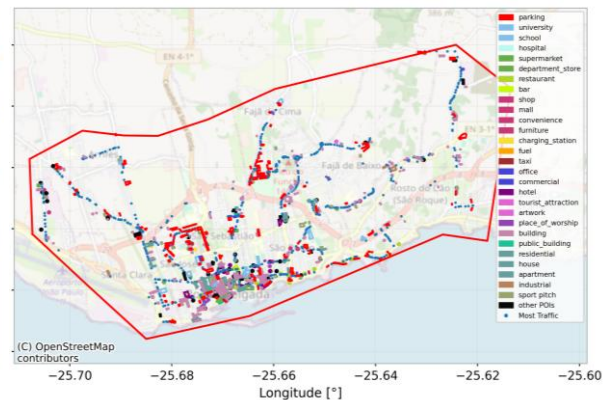 EN 4-1ª
parking
university
school
hospital
supermarket
department_store
restaurant
bar
shop
mall
convenience
furniture
charging_station
fuel
taxi
office
commercial
hotel
tourist_attraction
artwork
place_of_worship
building
public_building
residential
house
apartment
industrial
sport pitch
other POIs
Most Traffic
Fajã de Cima
EN 3-1ª
Fajã de Baixo
Rosto do Cão
(São Roque)
Santa Clara
(C) OpenStreetMap
contributors
−25.70
−25.68
−25.66
−25.64
−25.62
−25.60
Longitude [°]